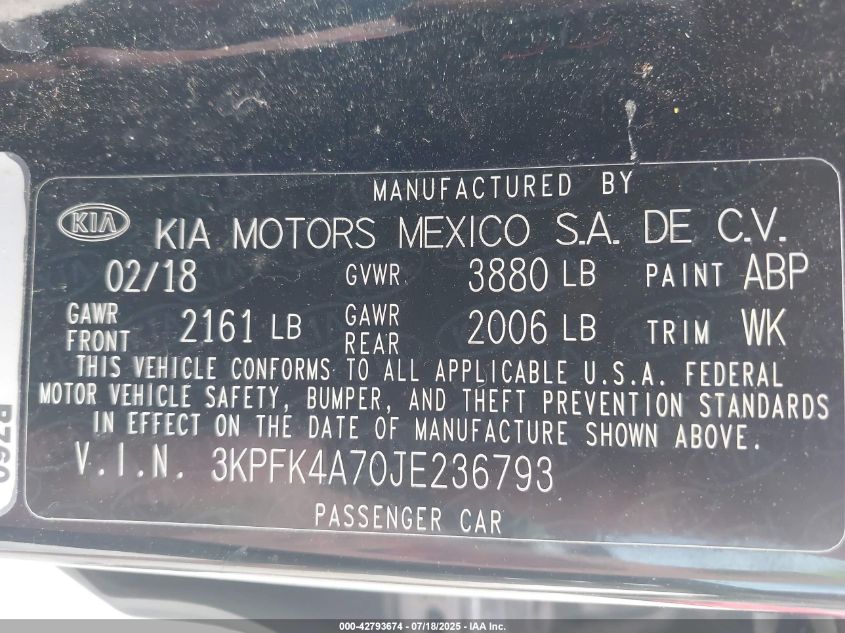 MANUFACTURED BY
KIA KIA MOTORS MEXICO S.A. DE C.V.
02/18 GVWR 3880 LB PAINT ABP
GAWR FRONT 2161 LB GAWR REAR 2006 LB TRIM WK
THIS VEHICLE CONFORMS TO ALL APPLICABLE U.S.A. FEDERAL
MOTOR VEHICLE SAFETY, BUMPER, AND THEFT PREVENTION STANDARDS
IN EFFECT ON THE DATE OF MANUFACTURE SHOWN ABOVE.
V.I.N. 3KPFK4A70JE236793
PASSENGER CAR
000-42793674 - 07/18/2025 - IAA Inc.